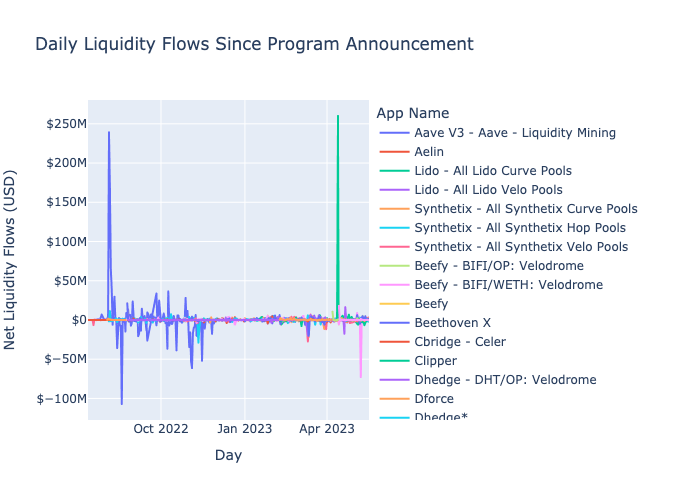 Daily Liquidity Flows Since Program Announcement
App Name
Aave V3 - Aave - Liquidity Mining
Aelin
Lido - All Lido Curve Pools
Lido - All Lido Velo Pools
Synthetix - All Synthetix Curve Pools
Synthetix - All Synthetix Hop Pools
Synthetix - All Synthetix Velo Pools
Beefy - BIFI/OP: Velodrome
Beefy - BIFI/WETH: Velodrome
Beefy
Beethoven X
Cbridge - Celer
Clipper
Dhedge - DHT/OP: Velodrome
Dforce
Dhedge*
$250M
$200M
$150M
$100M
$50M
$0
$−50M
$−100M
Net Liquidity Flows (USD)
Oct 2022
Jan 2023
Apr 2023
Day